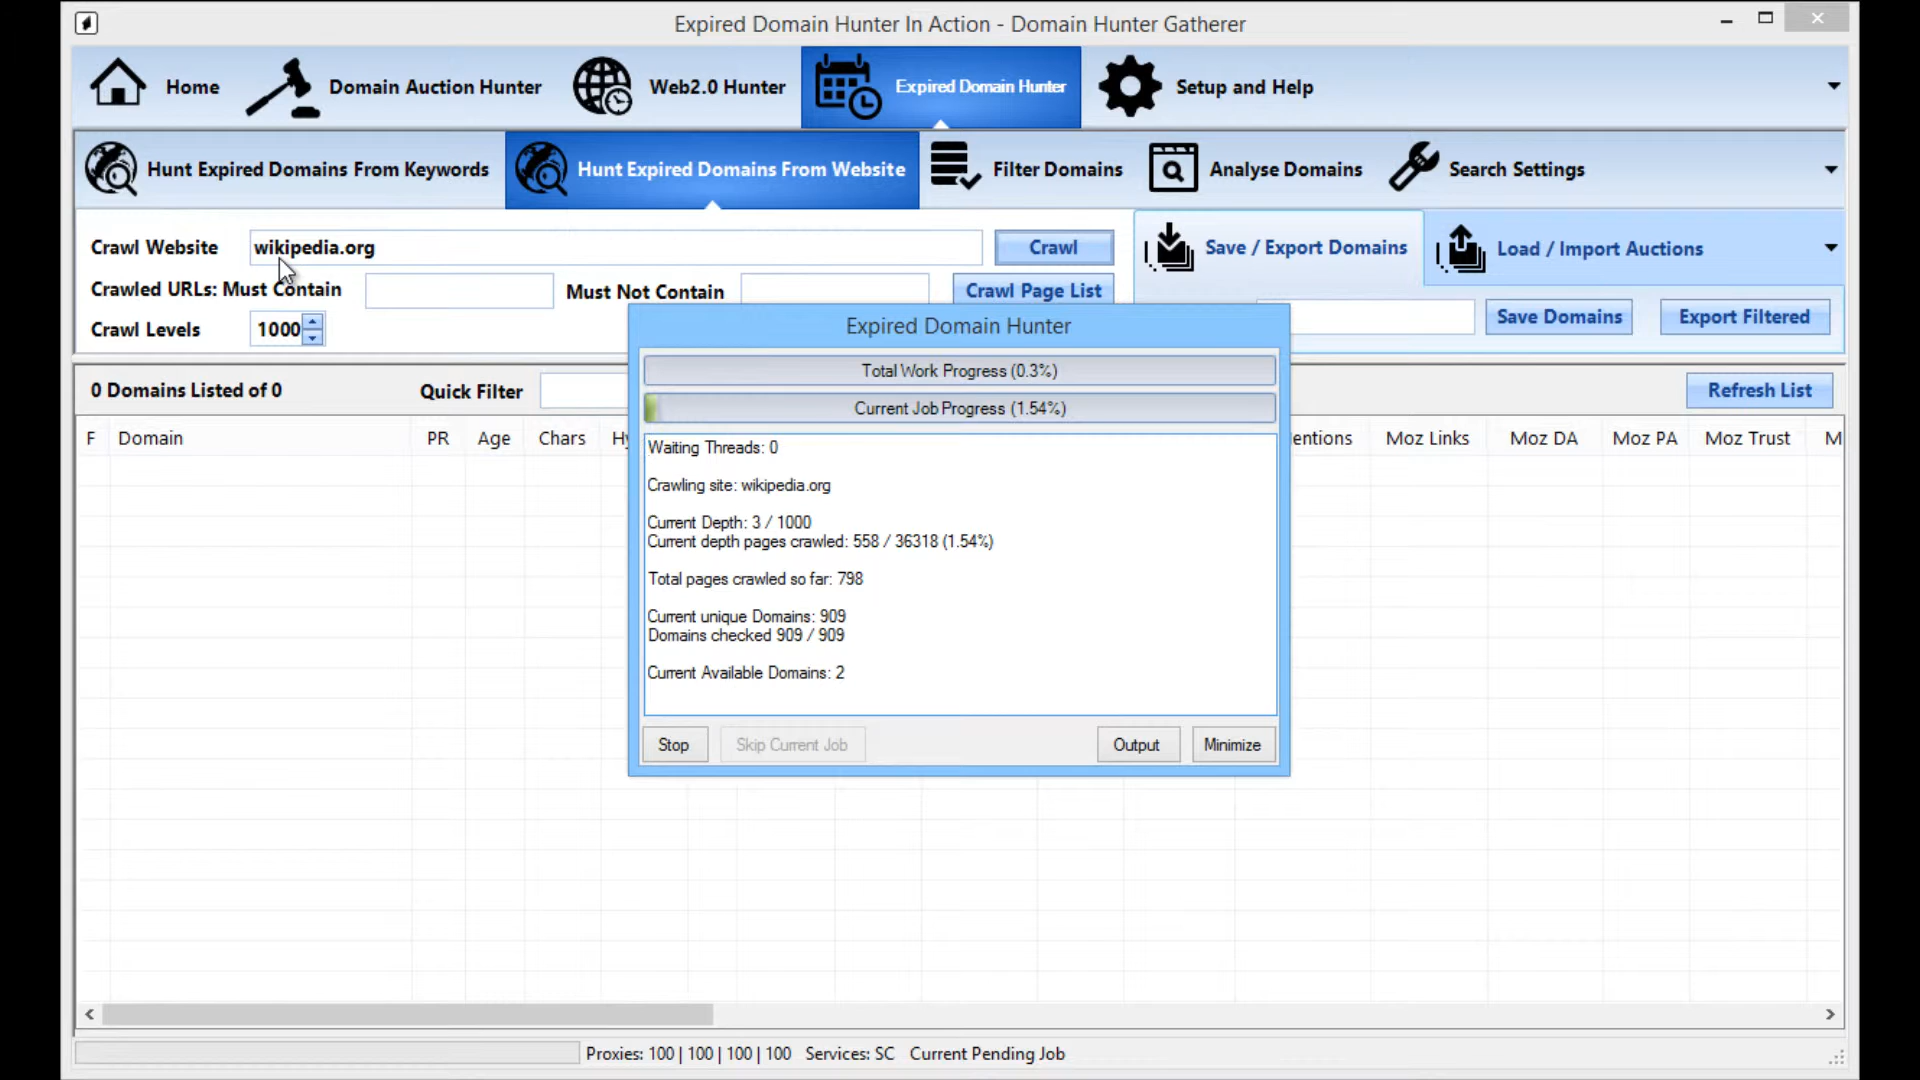 Expired Domain Hunter In Action - Domain Hunter Gatherer
Home
Domain Auction Hunter
Web2.0 Hunter
Expired Domain Hunter
Setup and Help
Hunt Expired Domains From Keywords
Hunt Expired Domains From Website
Filter Domains
Analyse Domains
Search Settings
Crawl Website
wikipedia.org
Crawl
Save / Export Domains
Load / Import Auctions
Crawled URLs: Must Contain
Must Not Contain
Crawl Page List
Crawl Levels
1000
Save Domains
Export Filtered
0 Domains Listed of 0
Quick Filter
Refresh List
F Domain PR Age Chars Hy entions Moz Links Moz DA Moz PA Moz Trust M
Expired Domain Hunter
Total Work Progress (0.3%)
Current Job Progress (1.54%)
Waiting Threads: 0
Crawling site: wikipedia.org
Current Depth: 3 / 1000
Current depth pages crawled: 558 / 36318 (1.54%)
Total pages crawled so far: 798
Current unique Domains: 909
Domains checked 909 / 909
Current Available Domains: 2
Stop
Skip Current Job
Output
Minimize
Proxies: 100 | 100 | 100 | 100 Services: SC Current Pending Job